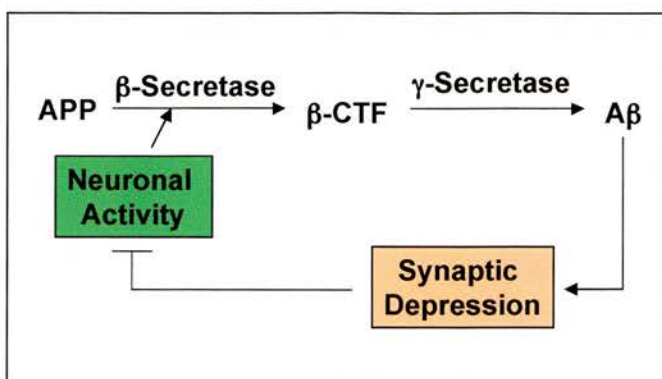 β-Secretase
γ-Secretase
APP
β-CTF
Aβ
Neuronal
Activity
Synaptic
Depression